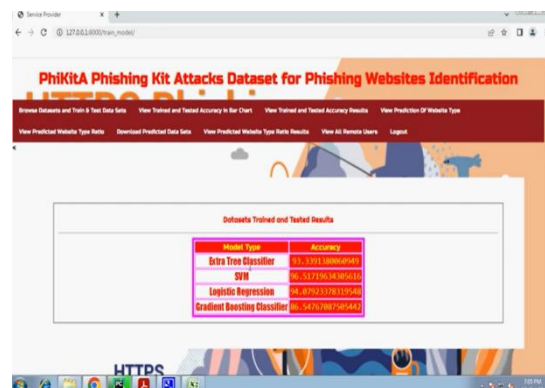 Service Provider
127.0.0.1:8000/train_model/
PhiKitA Phishing Kit Attacks Dataset for Phishing Websites Identification
Browse Datasets and Train & Test Data Sets View Trained and Tested Accuracy in Bar Chart View Trained and Tested Accuracy Results View Prediction Of Website Type
View Predicted Website Type Ratio Download Predicted Data Sets View Predicted Website Type Ratio Results View All Remote Users Logout
Datasets Trained and Tested Results
Model Type Accuracy
Extra Tree Classifier 93.3391380060949
SVM 96.51719634305616
Logistic Regression 94.07923378319548
Gradient Boosting Classifier 86.54767087505442
HTTPS
7:05 PM